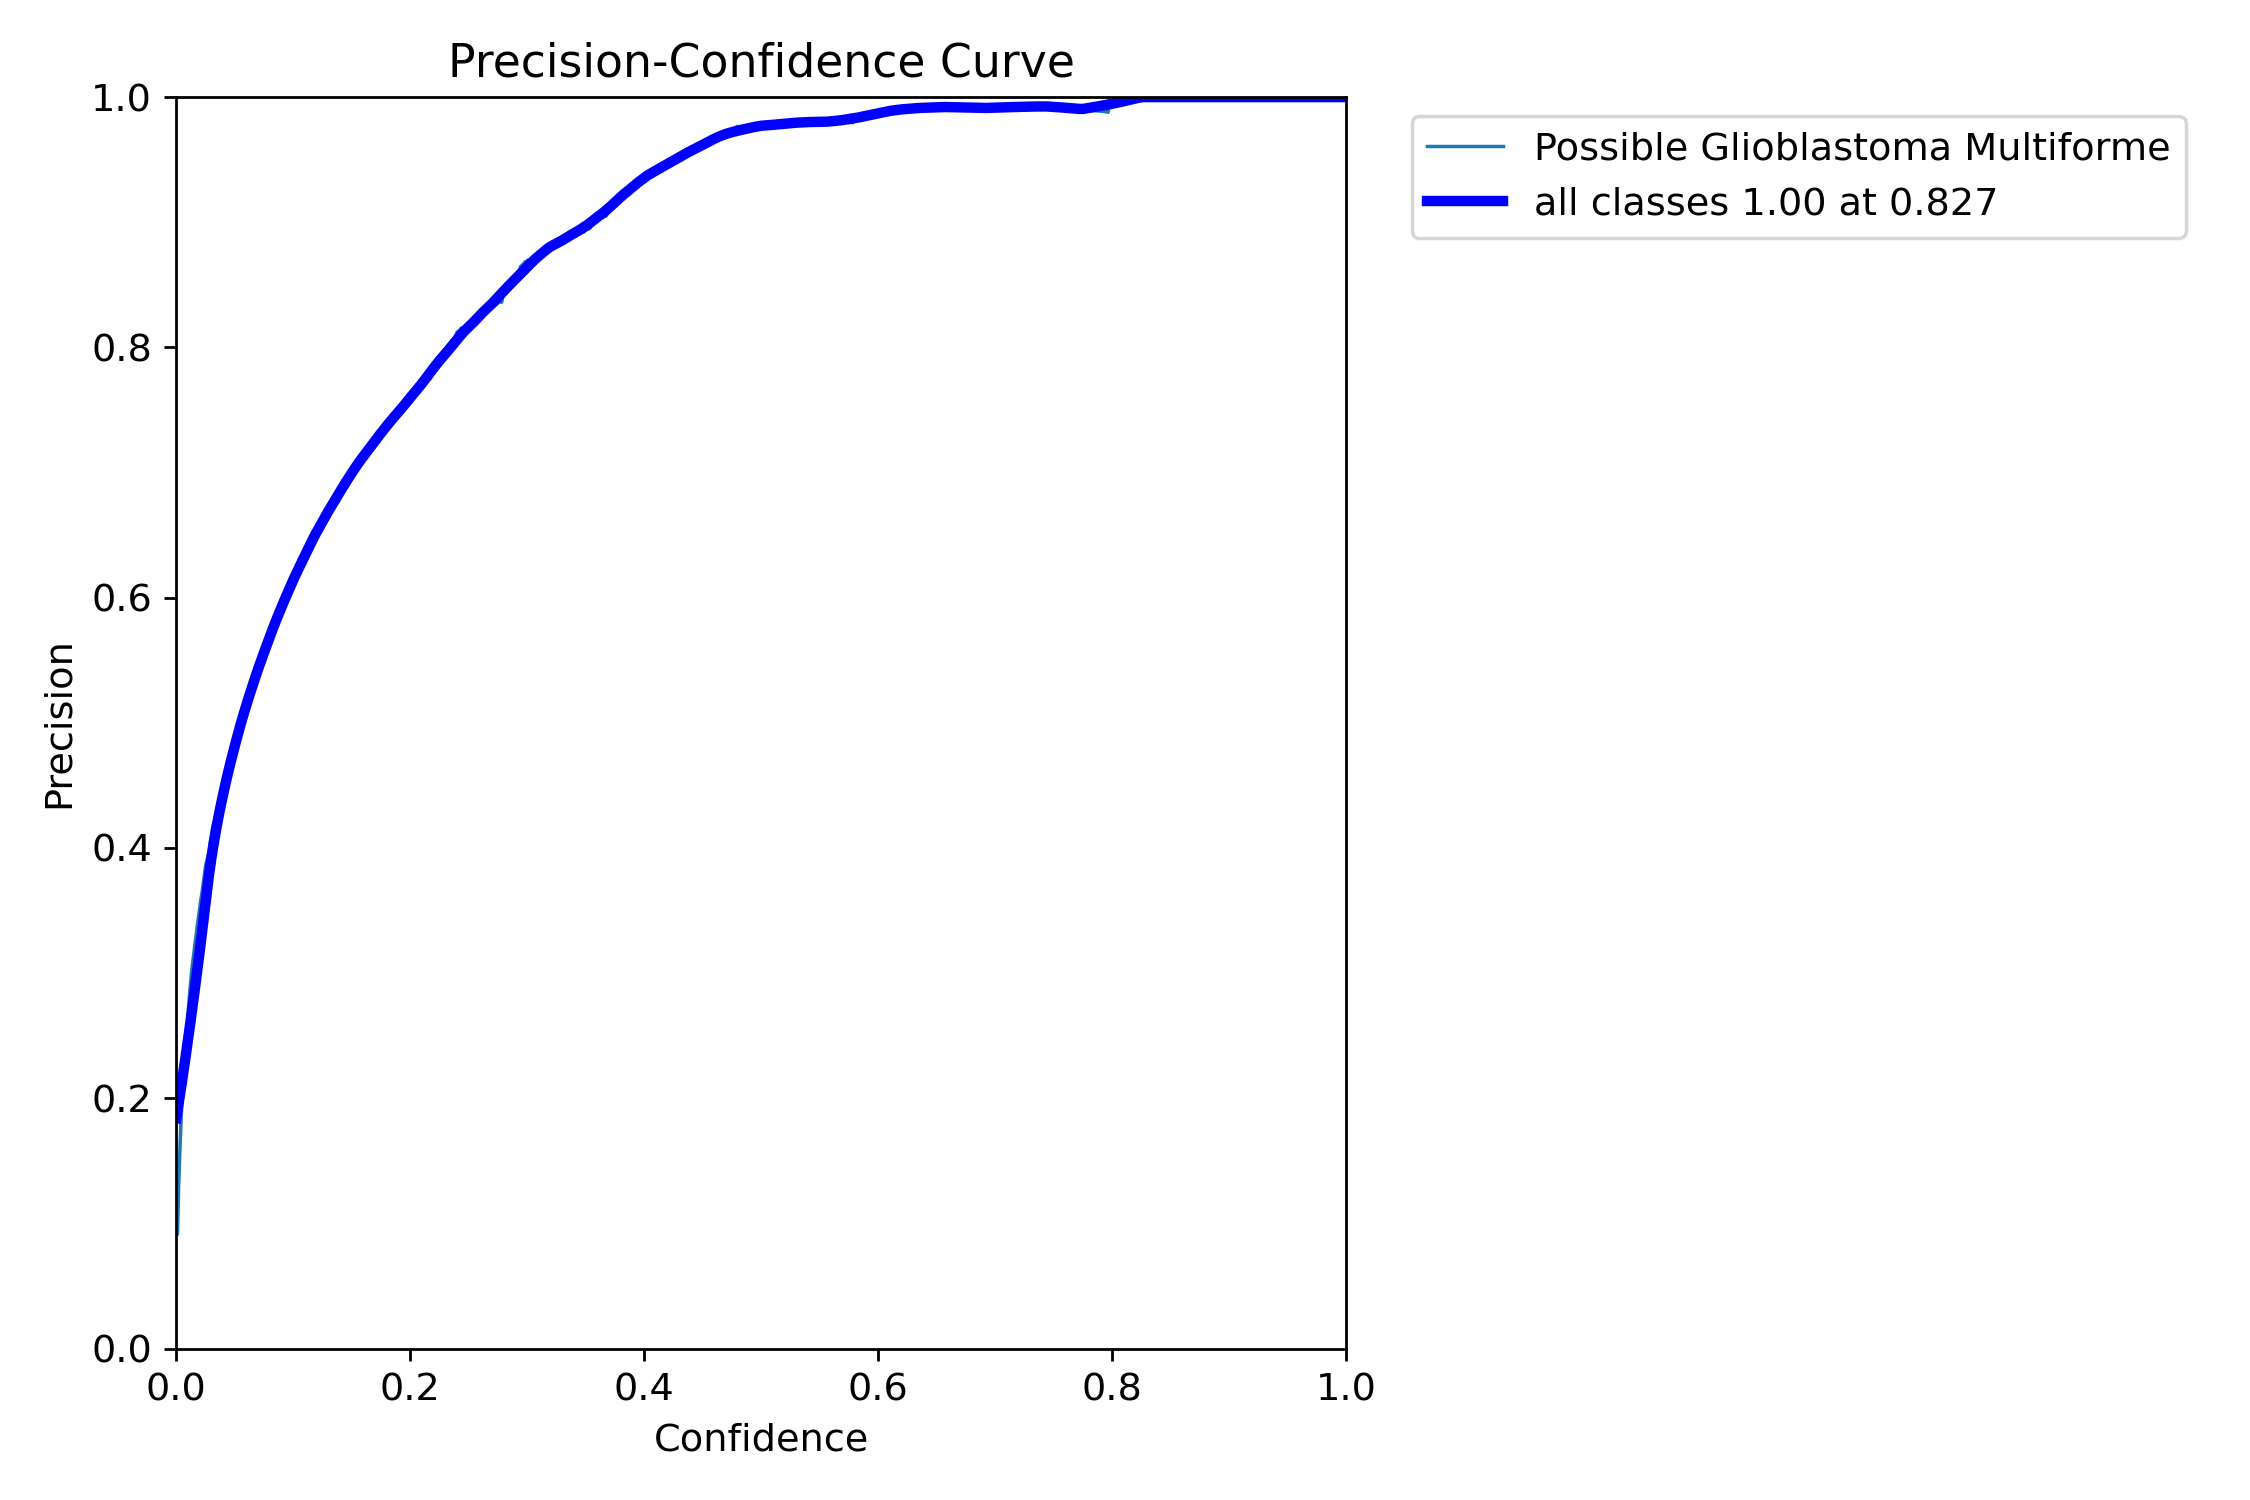 Precision-Confidence Curve
1.0
0.8
0.6
0.4
0.2
0.0
Precision
0.0 0.2 0.4 0.6 0.8 1.0
Confidence
Possible Glioblastoma Multiforme
all classes 1.00 at 0.827